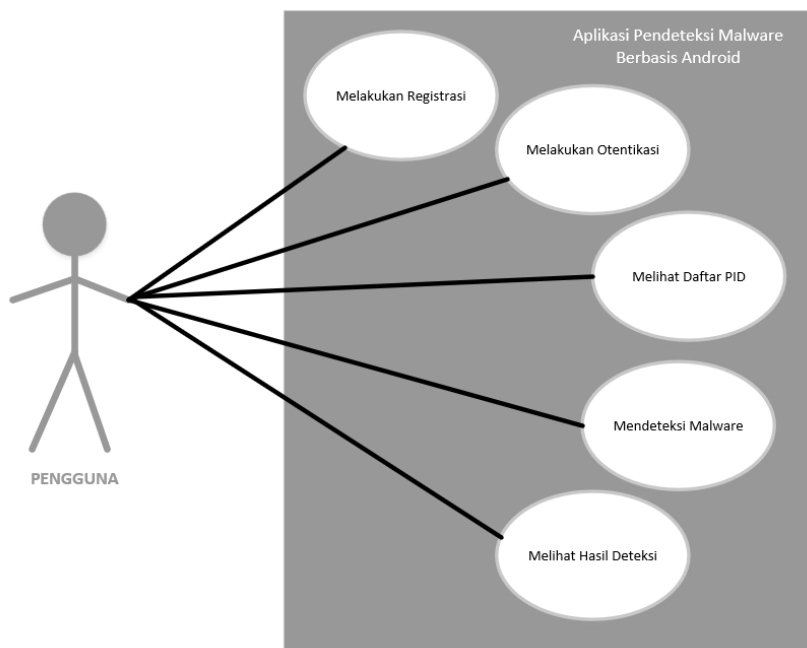 Aplikasi Pendeteksi Malware
Berbasis Android
Melakukan Registrasi
Melakukan Otentikasi
Melihat Daftar PID
Mendeteksi Malware
PENGGUNA
Melihat Hasil Deteksi